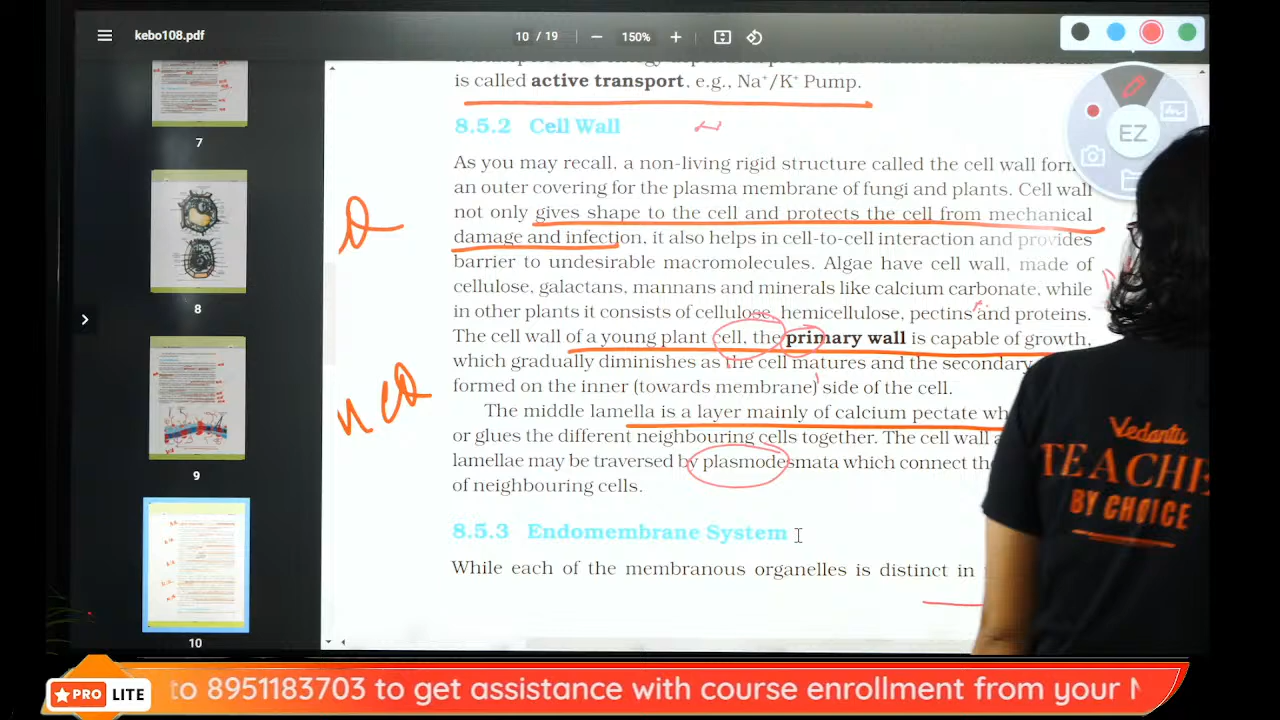 kebo108.pdf
10 / 19
150%
is called active transport, e.g., Na⁺/K⁺ Pump.
8.5.2 Cell Wall
As you may recall, a non-living rigid structure called the cell wall form
an outer covering for the plasma membrane of fungi and plants. Cell wall
not only gives shape to the cell and protects the cell from mechanical
damage and infection, it also helps in cell-to-cell interaction and provides
barrier to undesirable macromolecules. Algae have cell wall, made of
cellulose, galactans, mannans and minerals like calcium carbonate, while
in other plants it consists of cellulose, hemicellulose, pectins and proteins.
The cell wall of a young plant cell, the primary wall is capable of growth,
which gradually diminishes as the cell matures and the secondary
formed on the inner (towards membrane) side of the cell.
The middle lamella is a layer mainly of calcium pectate wh
or glues the different neighbouring cells together. The cell wall a
lamellae may be traversed by plasmodesmata which connect the
of neighbouring cells.
8.5.3 Endomembrane System
While each of the membranous organelles is distinct in
7
8
9
10
EZ
Vedantu
TEACHE
BY CHOICE
PRO LITE
to 8951183703 to get assistance with course enrollment from your